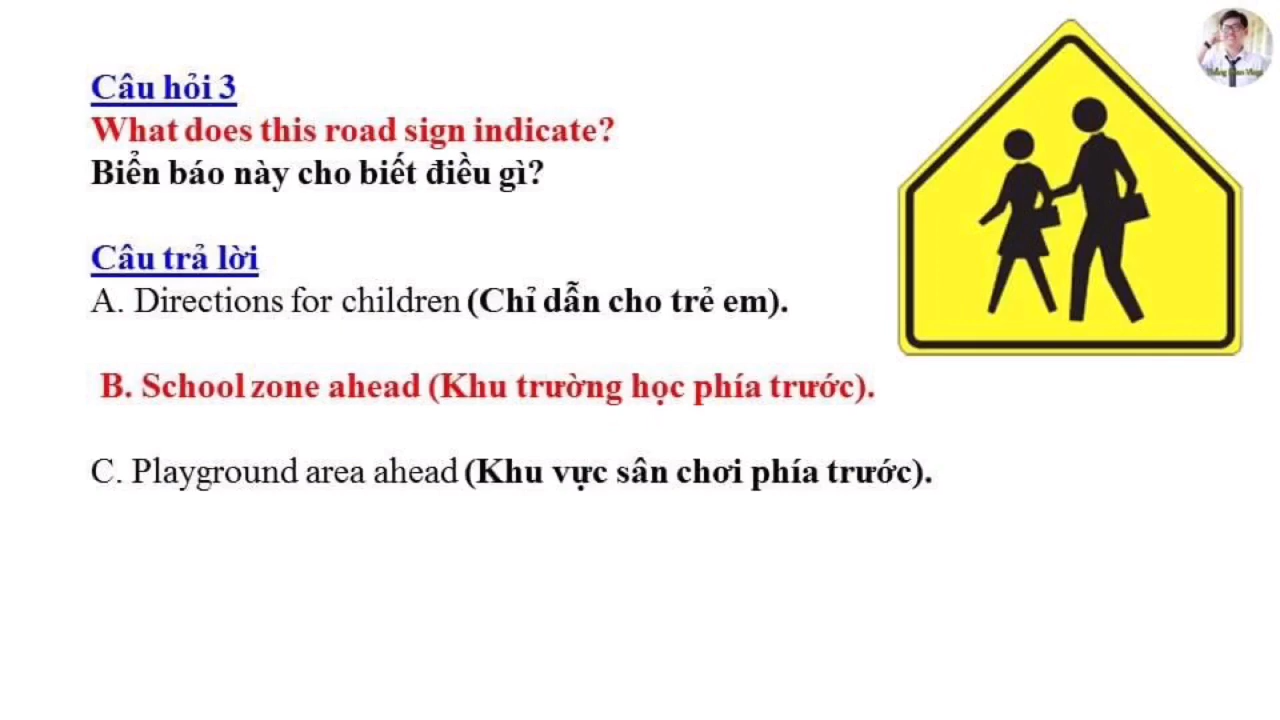 Câu hỏi 3
What does this road sign indicate?
Biển báo này cho biết điều gì?
Câu trả lời
A. Directions for children (Chỉ dẫn cho trẻ em).
B. School zone ahead (Khu trường học phía trước).
C. Playground area ahead (Khu vực sân chơi phía trước).